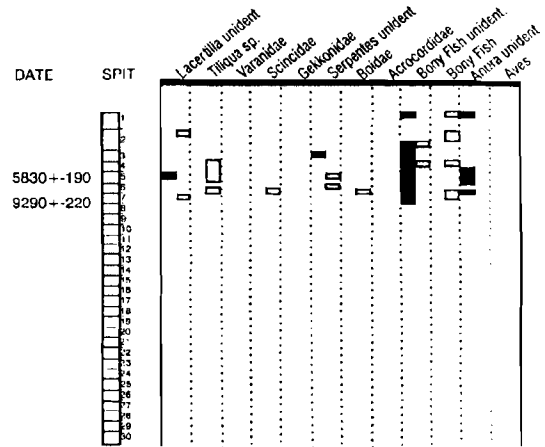 DATE SPIT
Lacertilia unident
Tiliqua sp.
Varanidae
Scincidae
Gekkonidae
Serpentes unident
Boidae
Acrocordidae
Bony Fish unident.
Bony Fish
Anura unident
Aves
1
2
3
4
5830+-190 5
6
9290+-220 7
8
9
10
11
12
13
14
15
16
17
18
19
20
21
22
23
24
25
26
27
28
29
30